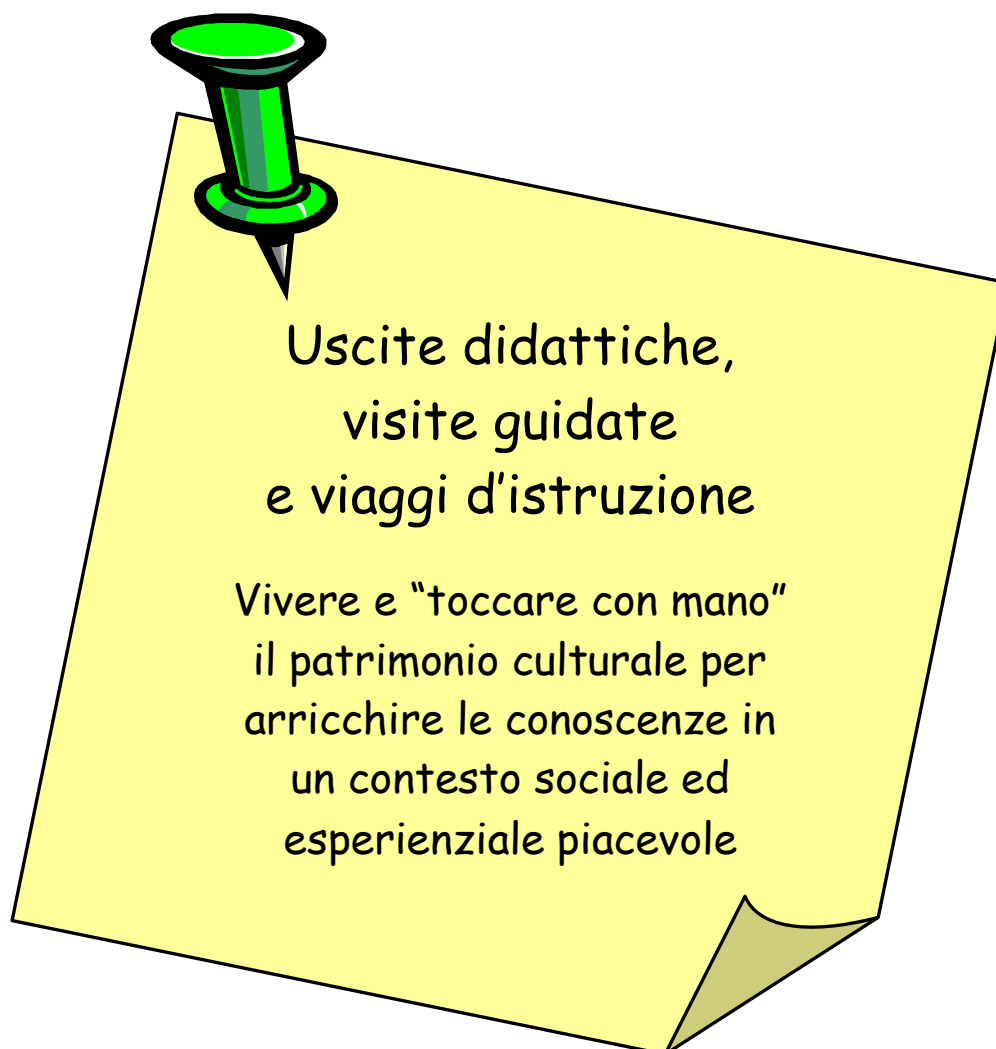 Uscite didattiche,
visite guidate
e viaggi d'istruzione
Vivere e “toccare con mano”
il patrimonio culturale per
arricchire le conoscenze in
un contesto sociale ed
esperienziale piacevole